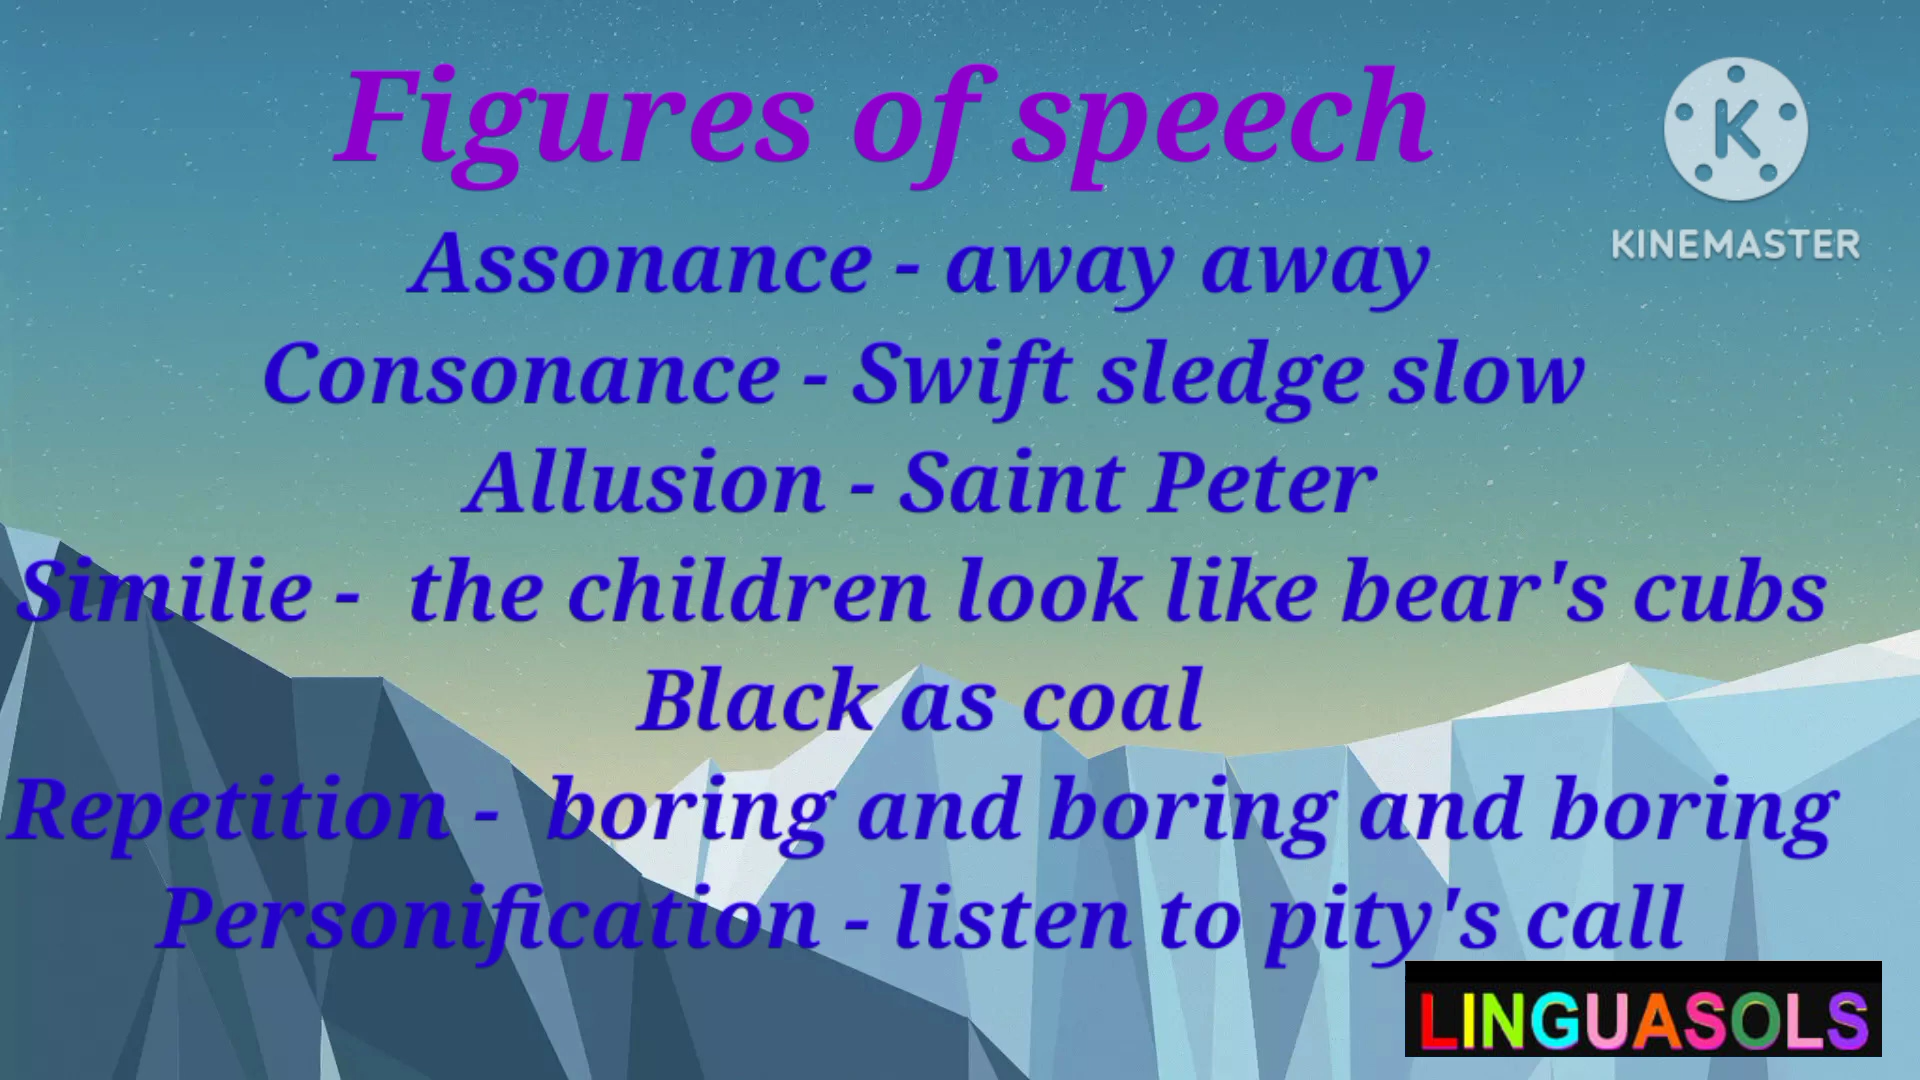 Figures of speech
K
KINEMASTER
Assonance - away away
Consonance - Swift sledge slow
Allusion - Saint Peter
Similie - the children look like bear's cubs
Black as coal
Repetition - boring and boring and boring
Personification - listen to pity's call
LINGUASOLS